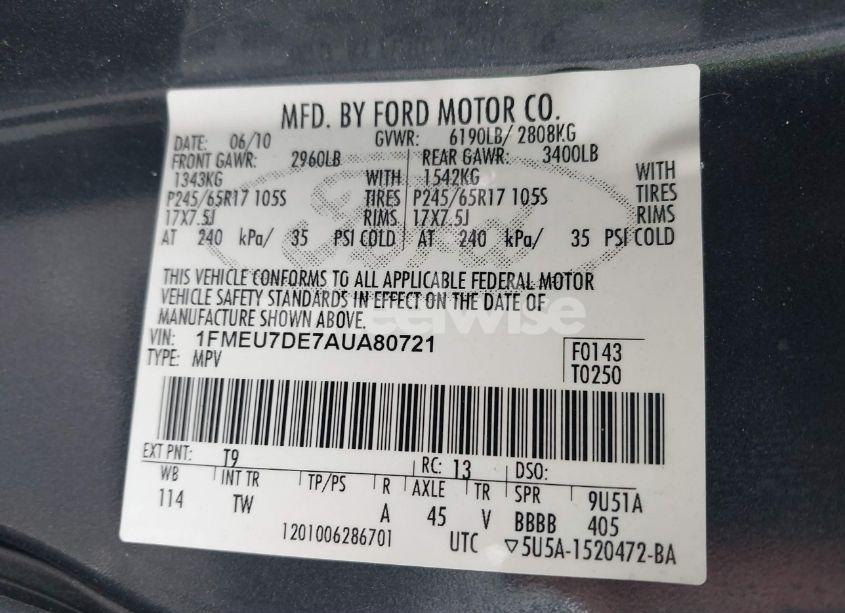 MFD. BY FORD MOTOR CO.
DATE: 06/10 GVWR: 6190LB/ 2808KG
FRONT GAWR: 2960LB REAR GAWR: 3400LB
1343KG WITH 1542KG WITH
P245/65R17 105S TIRES P245/65R17 105S TIRES
17X7.5J RIMS 17X7.5J RIMS
AT 240 kPa/ 35 PSI COLD AT 240 kPa/ 35 PSI COLD
Ford
THIS VEHICLE CONFORMS TO ALL APPLICABLE FEDERAL MOTOR
VEHICLE SAFETY STANDARDS IN EFFECT ON THE DATE OF
MANUFACTURE SHOWN ABOVE.
VIN: 1FMEU7DE7AUA80721
TYPE: MPV
F0143
T0250
EXT PNT: T9 RC: 13 DSO:
WB INT TR TP/PS R AXLE TR SPR 9U51A
114 TW A 45 V BBBB 405
1201006286701 UTC ▽5U5A-1520472-BA